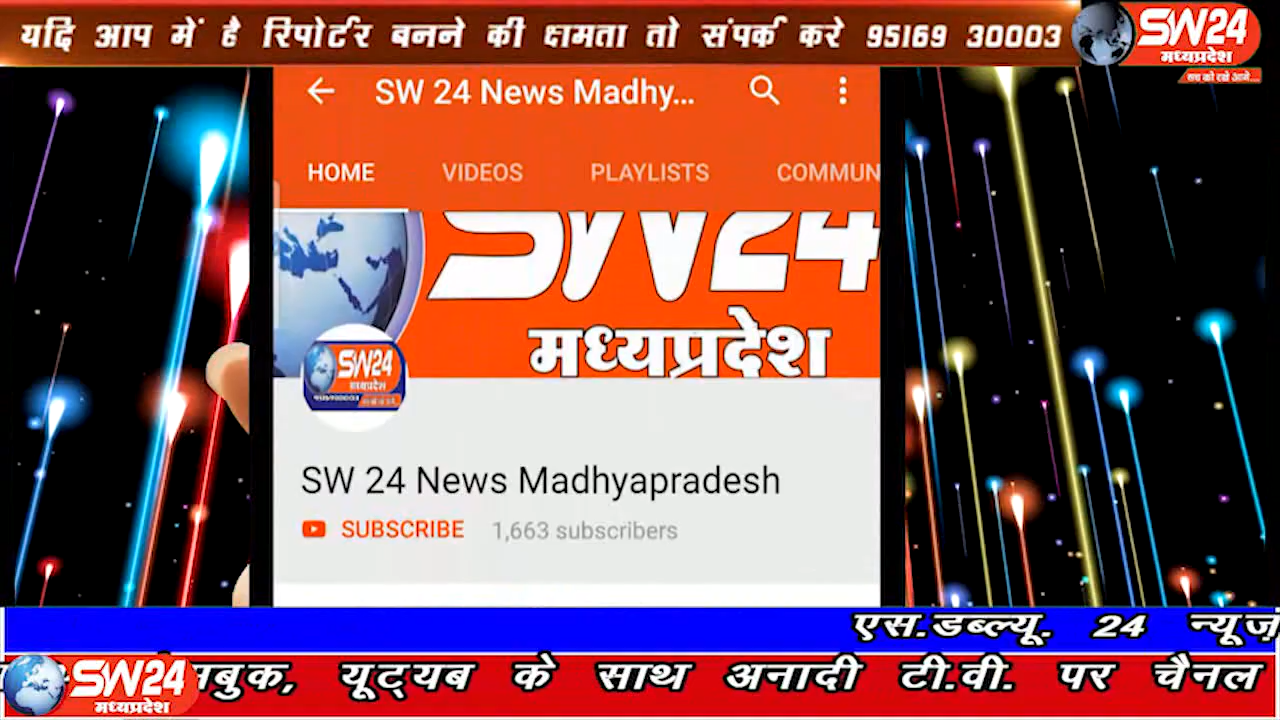 यदि आप में है रिपोर्टर बनने की क्षमता तो संपर्क करे 95169 30003
SW24
मध्यप्रदेश
SW 24 News Madhy...
HOME VIDEOS PLAYLISTS COMMUN
SW24
मध्यप्रदेश
SW24
मध्यप्रदेश
SW 24 News Madhyapradesh
SUBSCRIBE 1,663 subscribers
एस.डब्ल्यू. 24 न्यूज़
सबुक, यूट्यब के साथ अनादी टी.वी. पर चैनल
SW24
मध्यप्रदेश